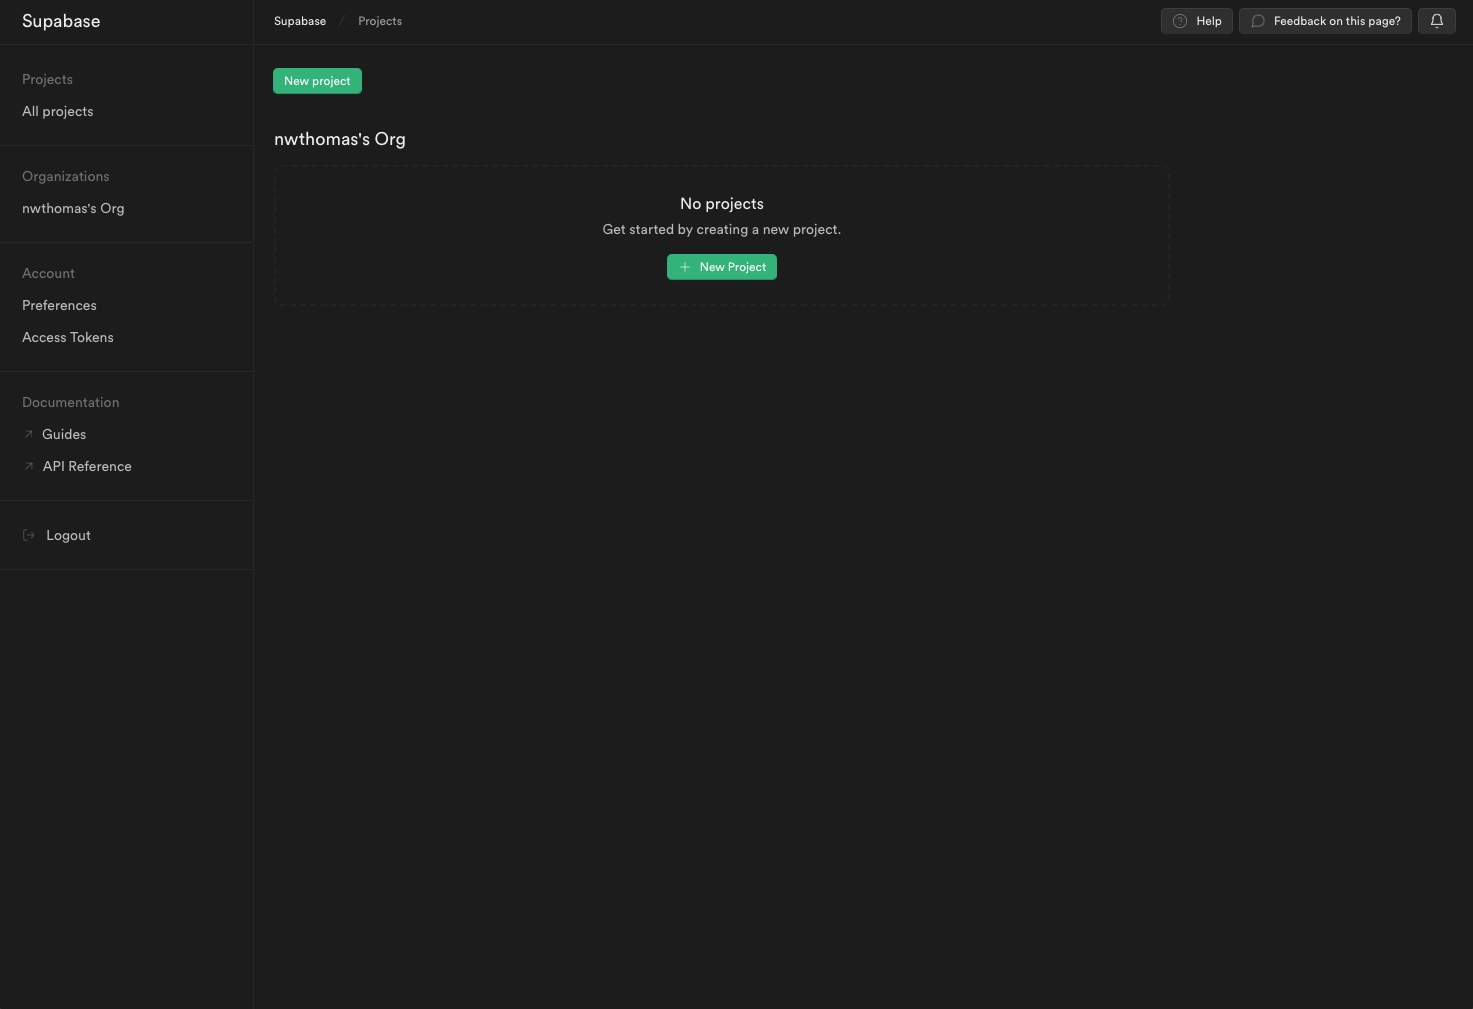 Supabase
Projects
All projects
Organizations
nwthomas's Org
Account
Preferences
Access Tokens
Documentation
Guides
API Reference
Logout
Supabase / Projects
Help
Feedback on this page?
New project
nwthomas's Org
No projects
Get started by creating a new project.
New Project